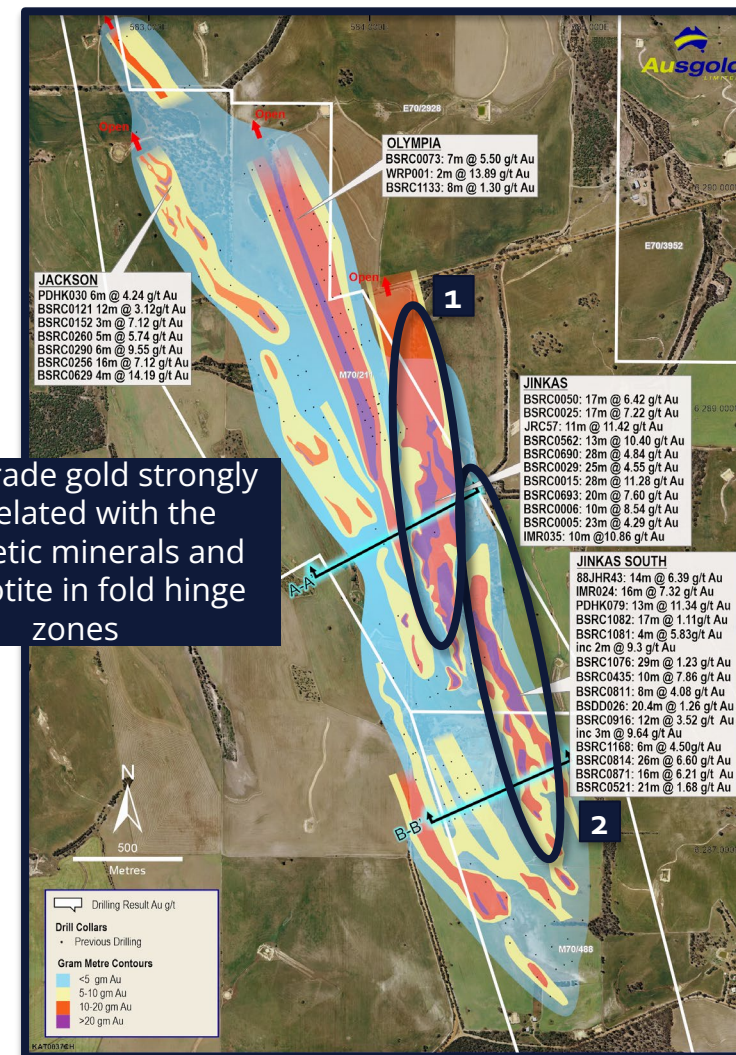 Ausgold
LIMITED
Open
Open
Open
E70/2928
OLYMPIA
BSRC0073: 7m @ 5.50 g/t Au
WRP001: 2m @ 13.89 g/t Au
BSRC1133: 8m @ 1.30 g/t Au
E70/3952
JACKSON
PDHK030 6m @ 4.24 g/t Au
BSRC0121 12m @ 3.12g/t Au
BSRC0152 3m @ 7.12 g/t Au
BSRC0260 5m @ 5.74 g/t Au
BSRC0290 6m @ 9.55 g/t Au
BSRC0256 16m @ 7.12 g/t Au
BSRC0629 4m @ 14.19 g/t Au
Open
1
M70/21
JINKAS
BSRC0050: 17m @ 6.42 g/t Au
BSRC0025: 17m @ 7.22 g/t Au
JRC57: 11m @ 11.42 g/t Au
BSRC0562: 13m @ 10.40 g/t Au
BSRC0690: 28m @ 4.84 g/t Au
BSRC0029: 25m @ 4.55 g/t Au
BSRC0015: 28m @ 11.28 g/t Au
BSRC0693: 20m @ 7.60 g/t Au
BSRC0006: 10m @ 8.54 g/t Au
BSRC0005: 23m @ 4.29 g/t Au
IMR035: 10m @10.86 g/t Au
rade gold strongly
elated with the
etic minerals and
otite in fold hinge
zones
A-A'
JINKAS SOUTH
88JHR43: 14m @ 6.39 g/t Au
IMR024: 16m @ 7.32 g/t Au
PDHK079: 13m @ 11.34 g/t Au
BSRC1082: 17m @ 1.11g/t Au
BSRC1081: 4m @ 5.83g/t Au
inc 2m @ 9.3 g/t Au
BSRC1076: 29m @ 1.23 g/t Au
BSRC0435: 10m @ 7.86 g/t Au
BSRC0811: 8m @ 4.08 g/t Au
BSDD026: 20.4m @ 1.26 g/t Au
BSRC0916: 12m @ 3.52 g/t Au
inc 3m @ 9.64 g/t Au
BSRC1168: 6m @ 4.50g/t Au
BSRC0814: 26m @ 6.60 g/t Au
BSRC0871: 16m @ 6.21 g/t Au
BSRC0521: 21m @ 1.68 g/t Au
B-B'
2
N
500
Metres
M70/488
Drilling Result Au g/t
Drill Collars
Previous Drilling
Gram Metre Contours
<5 gm Au
5-10 gm Au
10-20 gm Au
>20 gm Au